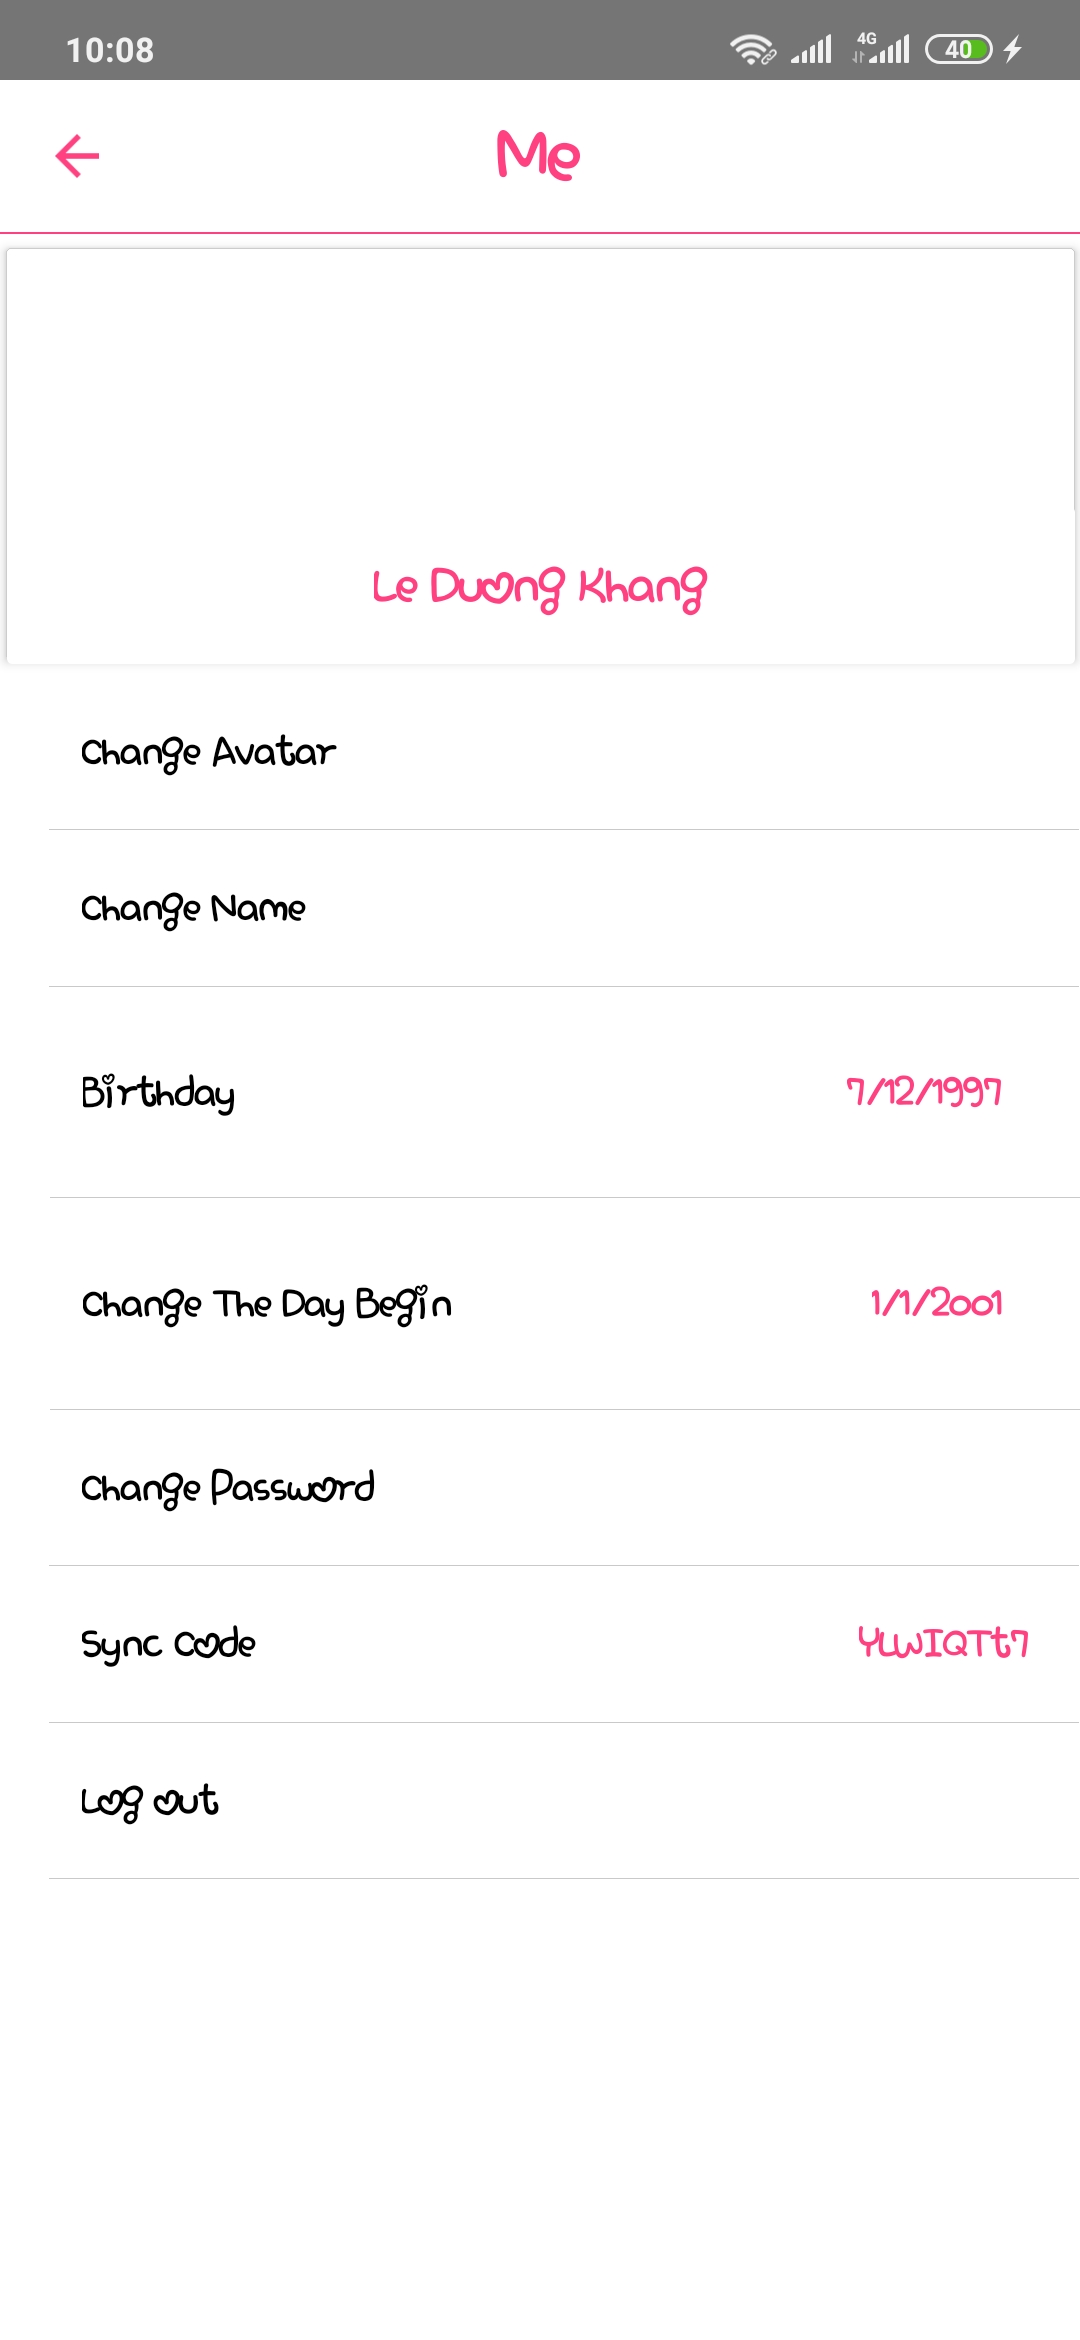 10:08
4G
40
Me
Le Duong Khang
Change Avatar
Change Name
Birthday 7/12/1997
Change The Day Begin 1/1/2001
Change Password
Sync Code YLWIQTt7
Log out